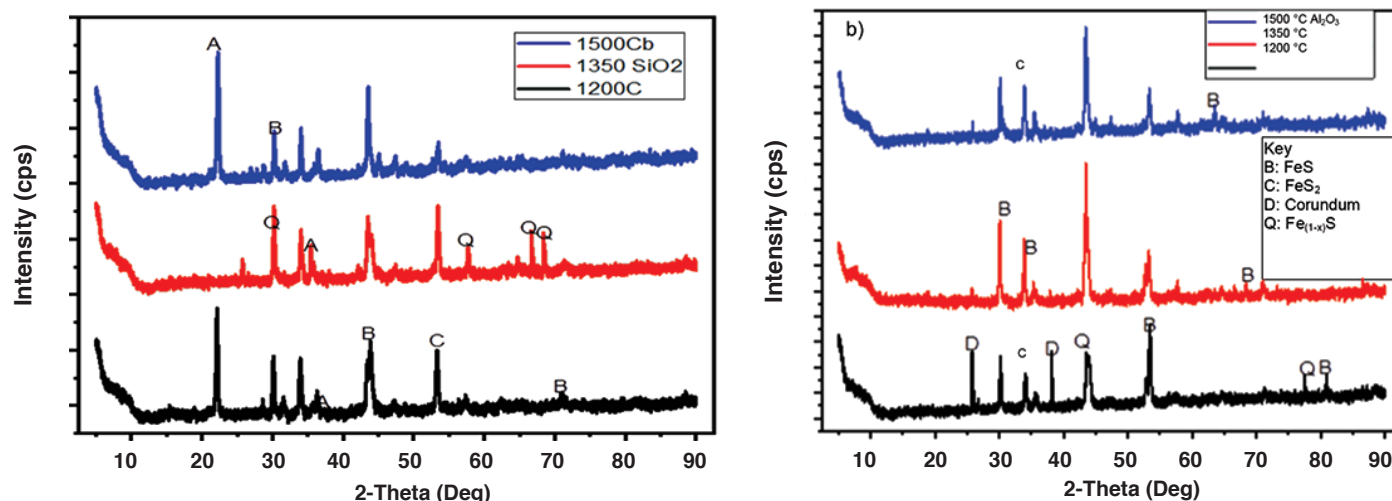 1500Cb
1350 SiO2
1200C
A
B
Q
A
Q
Q
Q
B
C
A
B
Intensity (cps)
10 20 30 40 50 60 70 80 90
2-Theta (Deg)
b)
1500 °C Al₂O₃
1350 °C
1200 °C
c
B
Key
B: FeS
C: FeS₂
D: Corundum
Q: Fe₍₁₋ₓ₎S
B
B
B
D
c
D
Q
B
Q
B
Intensity (cps)
10 20 30 40 50 60 70 80 90
2-Theta (Deg)